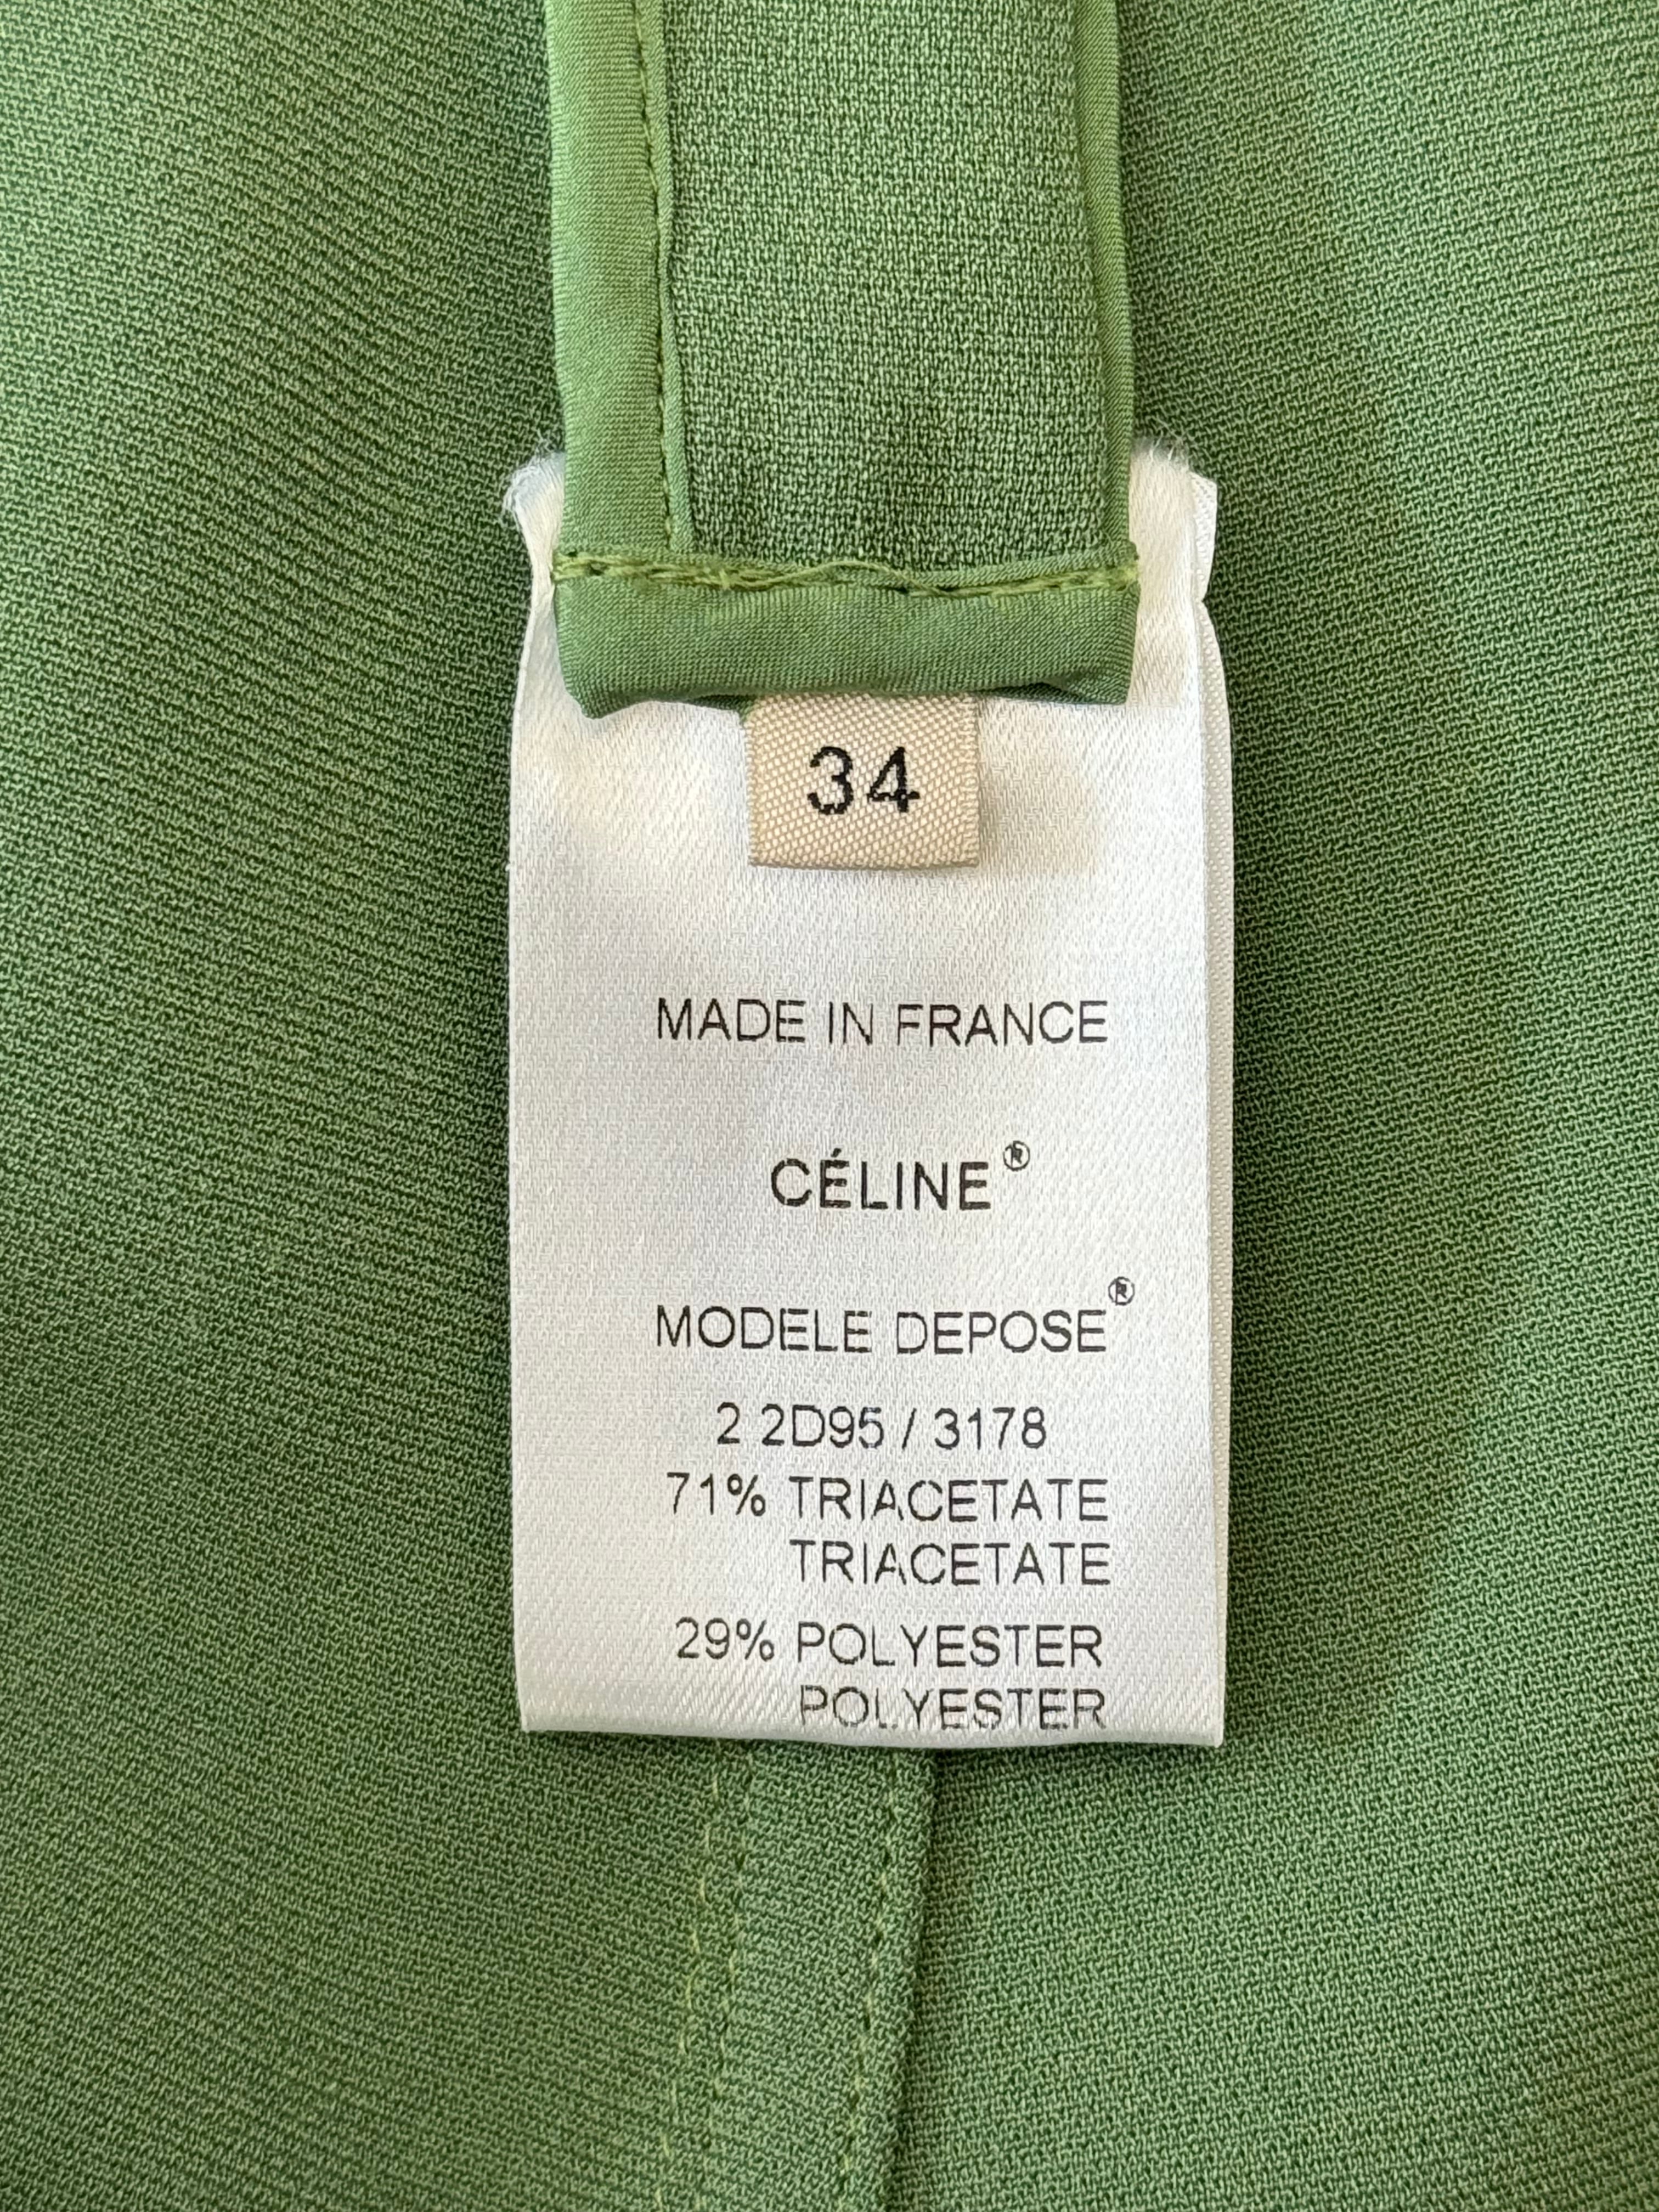 34
MADE IN FRANCE
CÉLINE®
MODELE DEPOSE®
2 2D95 / 3178
71% TRIACETATE
TRIACETATE
29% POLYESTER
POLYESTER